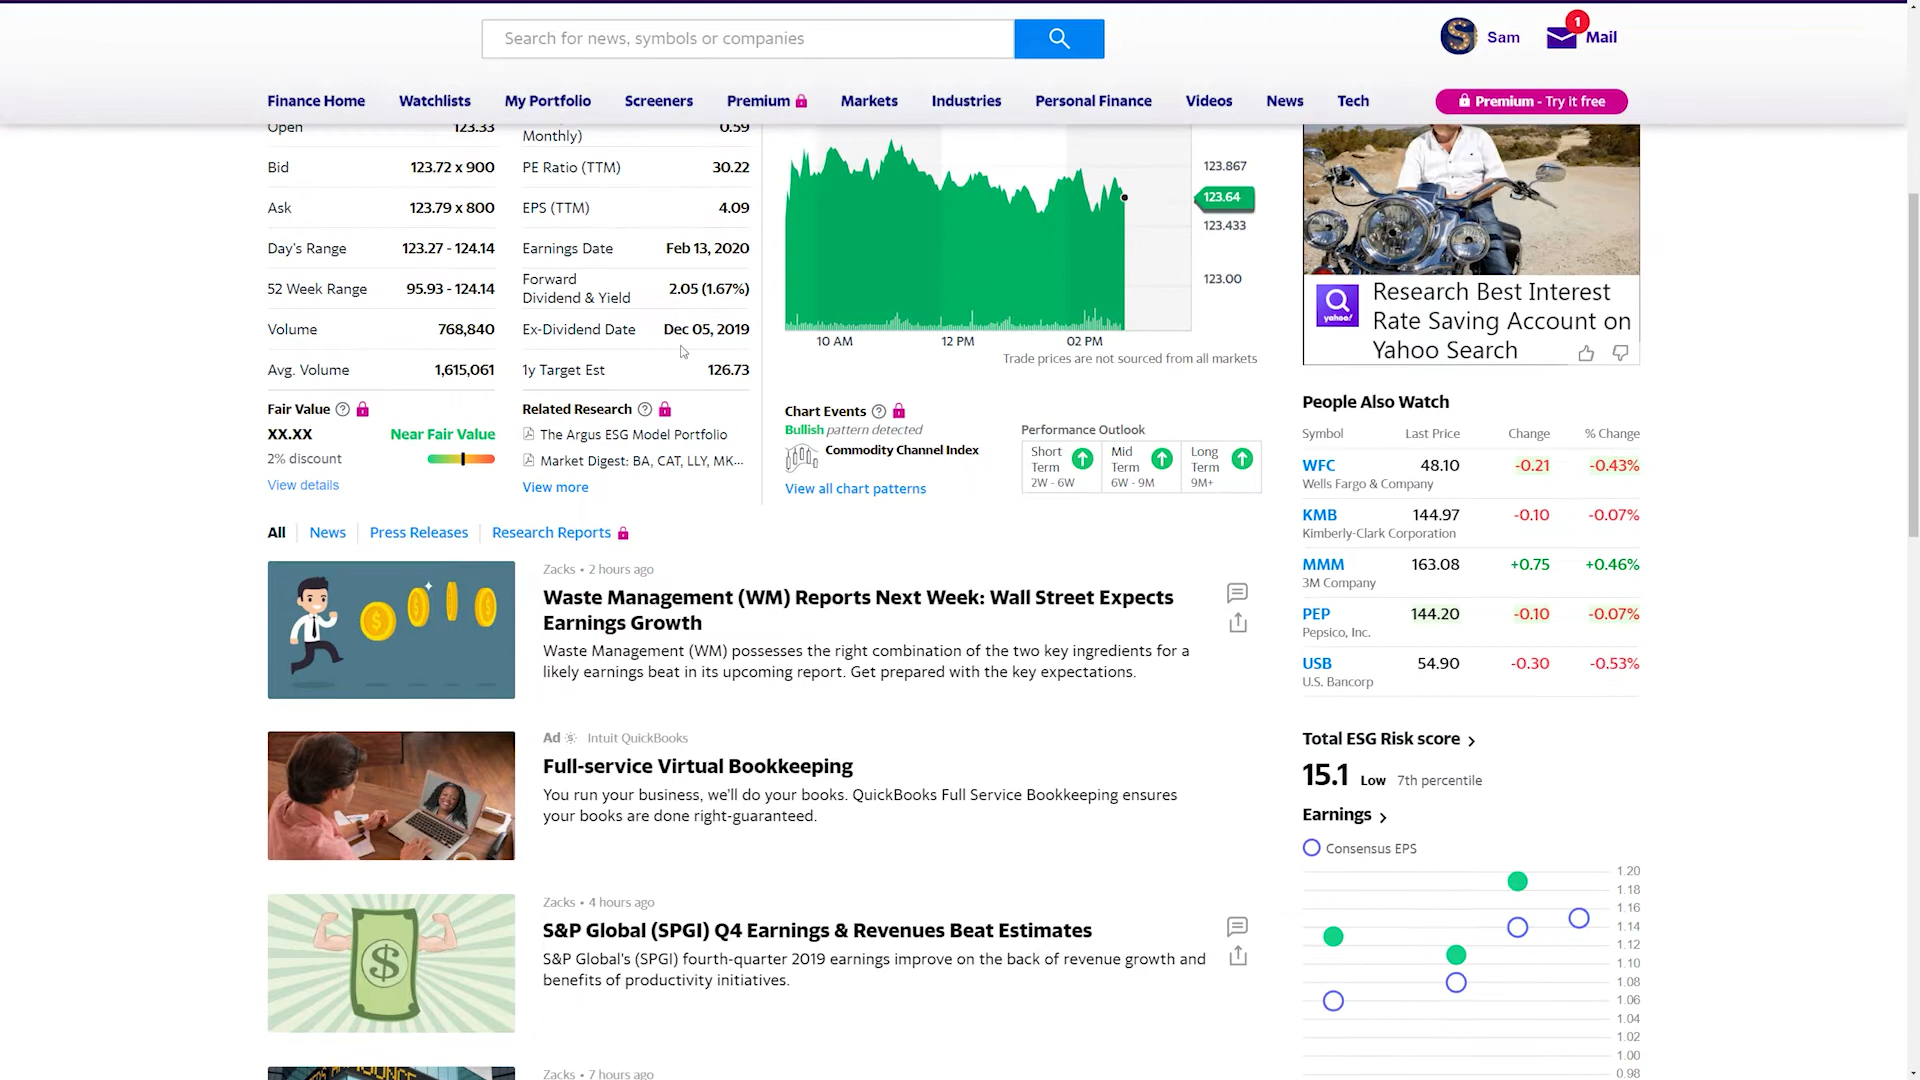 Search for news, symbols or companies
Sam
1
Mail
Finance Home Watchlists My Portfolio Screeners Premium Markets Industries Personal Finance Videos News Tech
Premium - Try it free
Open 123.33
Bid 123.72 x 900
Ask 123.79 x 800
Day's Range 123.27 - 124.14
52 Week Range 95.93 - 124.14
Volume 768,840
Avg. Volume 1,615,061
Monthly) 0.59
PE Ratio (TTM) 30.22
EPS (TTM) 4.09
Earnings Date Feb 13, 2020
Forward
Dividend & Yield 2.05 (1.67%)
Ex-Dividend Date Dec 05, 2019
1y Target Est 126.73
123.867
123.64
123.433
123.00
10 AM 12 PM 02 PM
Trade prices are not sourced from all markets
Fair Value
XX.XX Near Fair Value
2% discount
View details
Related Research
The Argus ESG Model Portfolio
Market Digest: BA, CAT, LLY, MK...
View more
Chart Events
Bullish pattern detected
Commodity Channel Index
View all chart patterns
Performance Outlook
Short
Term
2W - 6W
Mid
Term
6W - 9M
Long
Term
9M+
yahoo!
Research Best Interest
Rate Saving Account on
Yahoo Search
People Also Watch
Symbol Last Price Change % Change
WFC 48.10 -0.21 -0.43%
Wells Fargo & Company
KMB 144.97 -0.10 -0.07%
Kimberly-Clark Corporation
MMM 163.08 +0.75 +0.46%
3M Company
PEP 144.20 -0.10 -0.07%
Pepsico, Inc.
USB 54.90 -0.30 -0.53%
U.S. Bancorp
All News Press Releases Research Reports
Zacks • 2 hours ago
Waste Management (WM) Reports Next Week: Wall Street Expects
Earnings Growth
Waste Management (WM) possesses the right combination of the two key ingredients for a
likely earnings beat in its upcoming report. Get prepared with the key expectations.
Ad Intuit QuickBooks
Full-service Virtual Bookkeeping
You run your business, we'll do your books. QuickBooks Full Service Bookkeeping ensures
your books are done right-guaranteed.
Zacks • 4 hours ago
S&P Global (SPGI) Q4 Earnings & Revenues Beat Estimates
S&P Global's (SPGI) fourth-quarter 2019 earnings improve on the back of revenue growth and
benefits of productivity initiatives.
Zacks • 7 hours ago
Total ESG Risk score
15.1 Low 7th percentile
Earnings
Consensus EPS
1.20
1.18
1.16
1.14
1.12
1.10
1.08
1.06
1.04
1.02
1.00
0.98